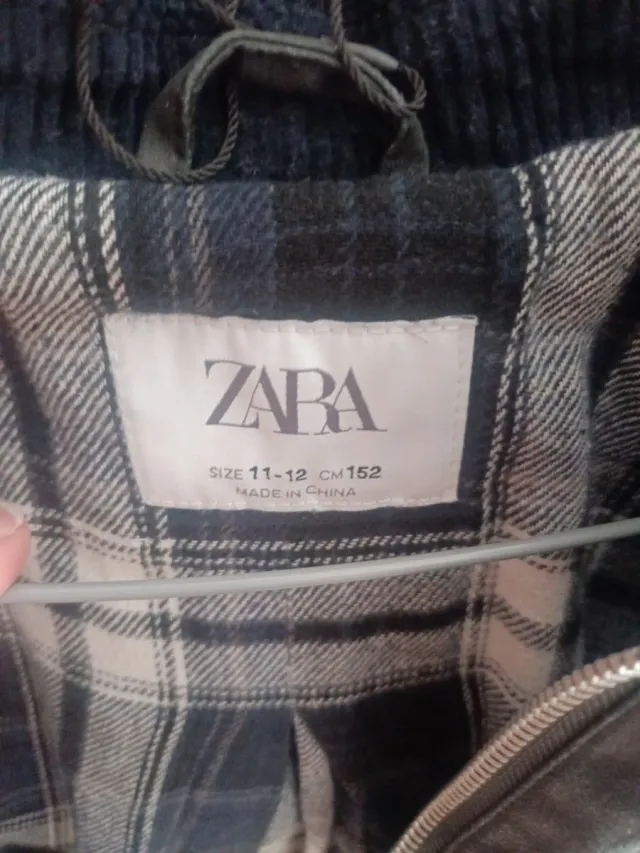 ZARA
SIZE 11-12 CM 152
MADE IN CHINA